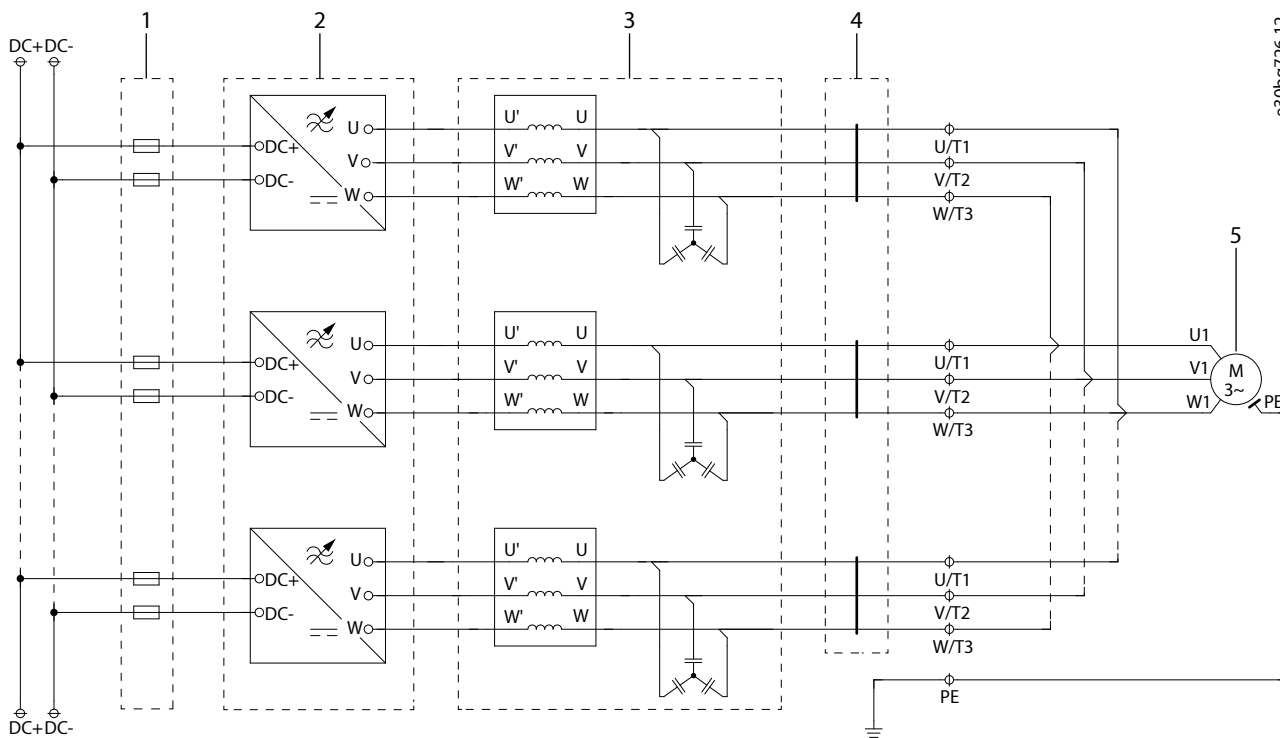 1 2 3 4
DC+DC-
U U' U
DC+ V V' V U/T1
DC- W W' W V/T2
W/T3
5
U U' U U1
DC+ V V' V U/T1 V1 M
DC- W W' W V/T2 W1 3~ PE
W/T3
U U' U
DC+ V V' V U/T1
DC- W W' W V/T2
W/T3
PE
DC+DC-